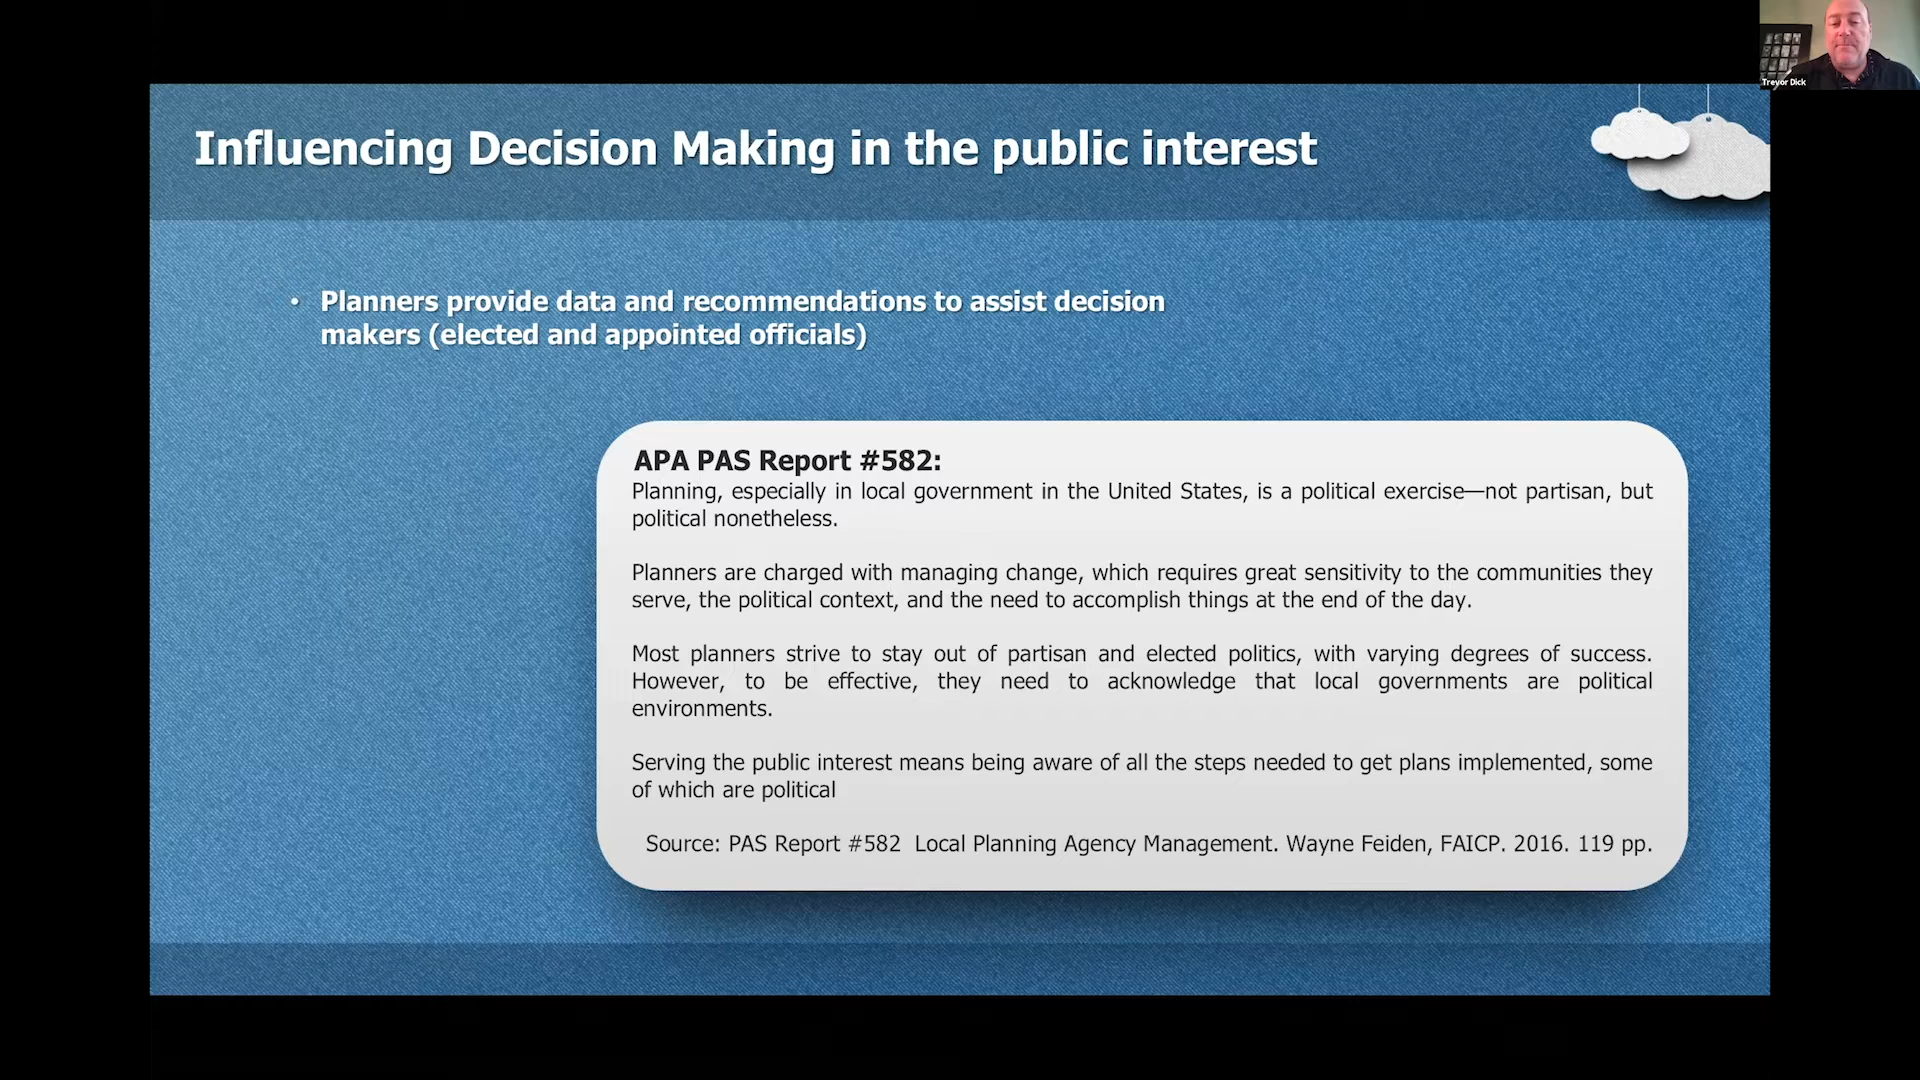 Trevor Dick
Influencing Decision Making in the public interest
• Planners provide data and recommendations to assist decision
makers (elected and appointed officials)
APA PAS Report #582:
Planning, especially in local government in the United States, is a political exercise—not partisan, but
political nonetheless.
Planners are charged with managing change, which requires great sensitivity to the communities they
serve, the political context, and the need to accomplish things at the end of the day.
Most planners strive to stay out of partisan and elected politics, with varying degrees of success.
However, to be effective, they need to acknowledge that local governments are political
environments.
Serving the public interest means being aware of all the steps needed to get plans implemented, some
of which are political
Source: PAS Report #582 Local Planning Agency Management. Wayne Feiden, FAICP. 2016. 119 pp.